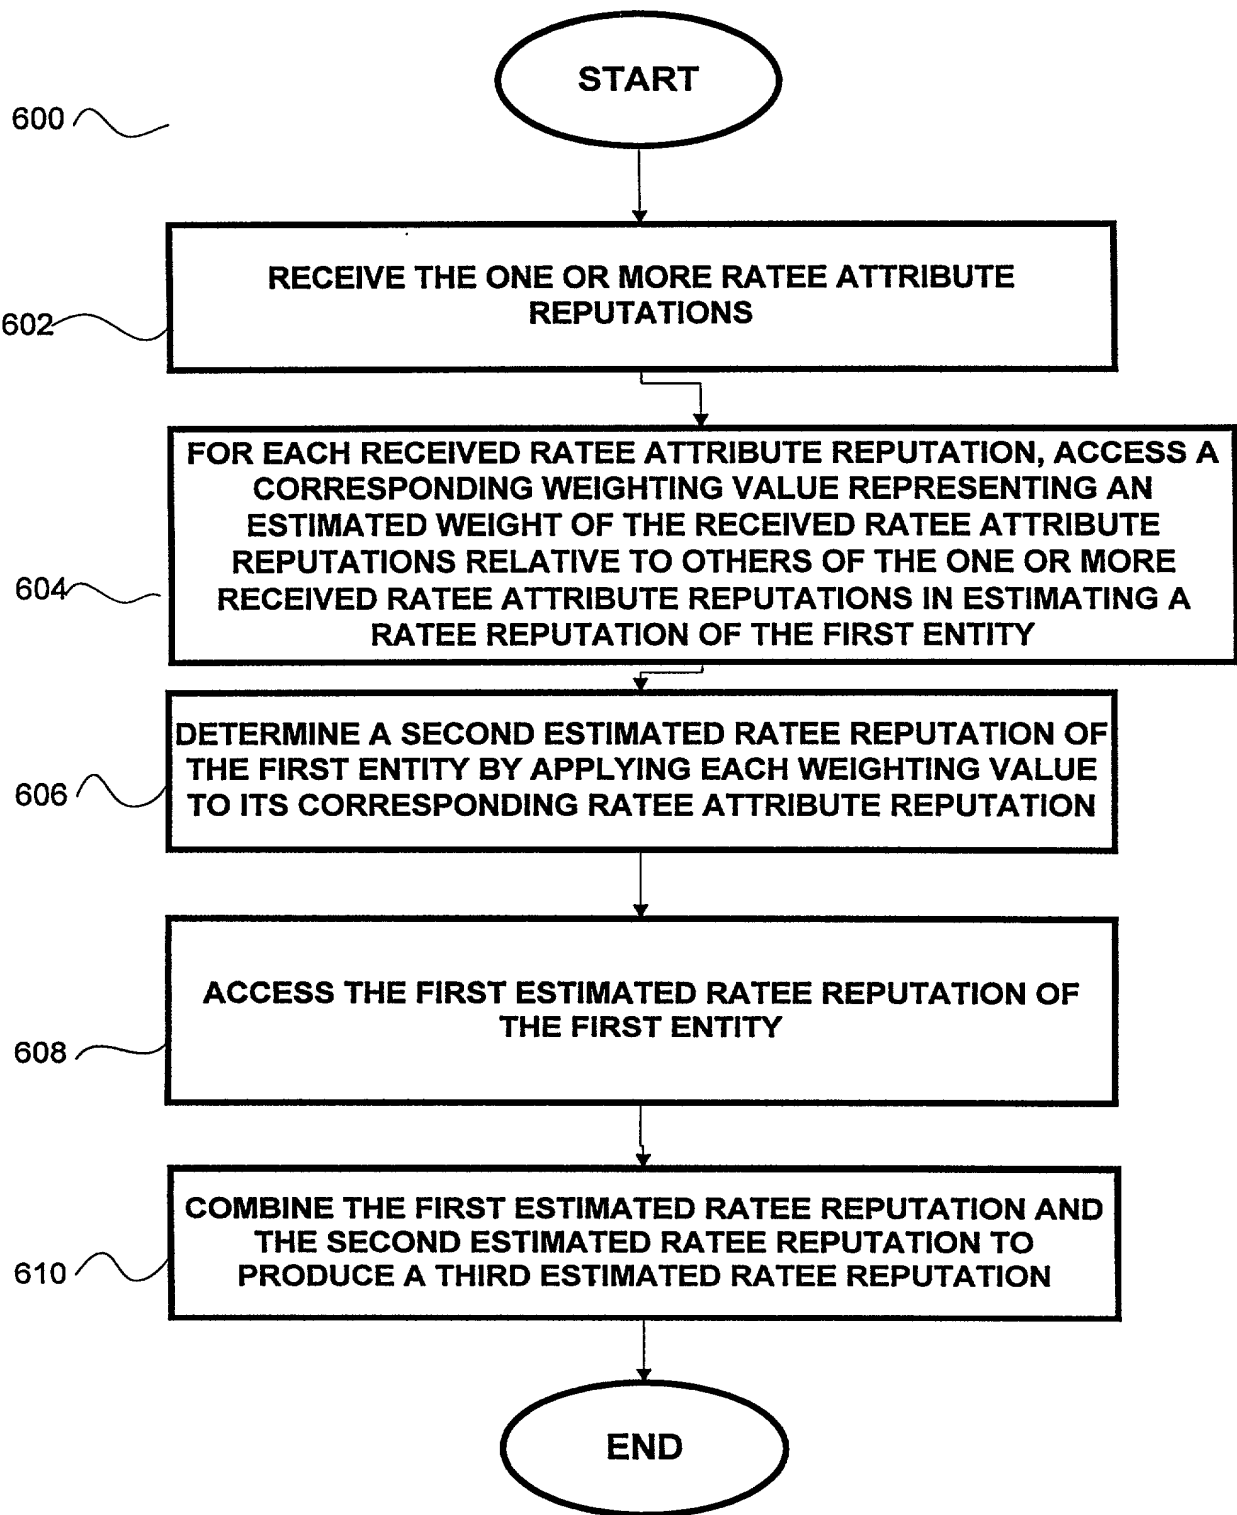 START
600
RECEIVE THE ONE OR MORE RATEE ATTRIBUTE
REPUTATIONS
602
FOR EACH RECEIVED RATEE ATTRIBUTE REPUTATION, ACCESS A
CORRESPONDING WEIGHTING VALUE REPRESENTING AN
ESTIMATED WEIGHT OF THE RECEIVED RATEE ATTRIBUTE
REPUTATIONS RELATIVE TO OTHERS OF THE ONE OR MORE
RECEIVED RATEE ATTRIBUTE REPUTATIONS IN ESTIMATING A
RATEE REPUTATION OF THE FIRST ENTITY
604
DETERMINE A SECOND ESTIMATED RATEE REPUTATION OF
THE FIRST ENTITY BY APPLYING EACH WEIGHTING VALUE
TO ITS CORRESPONDING RATEE ATTRIBUTE REPUTATION
606
ACCESS THE FIRST ESTIMATED RATEE REPUTATION OF
THE FIRST ENTITY
608
COMBINE THE FIRST ESTIMATED RATEE REPUTATION AND
THE SECOND ESTIMATED RATEE REPUTATION TO
PRODUCE A THIRD ESTIMATED RATEE REPUTATION
610
END